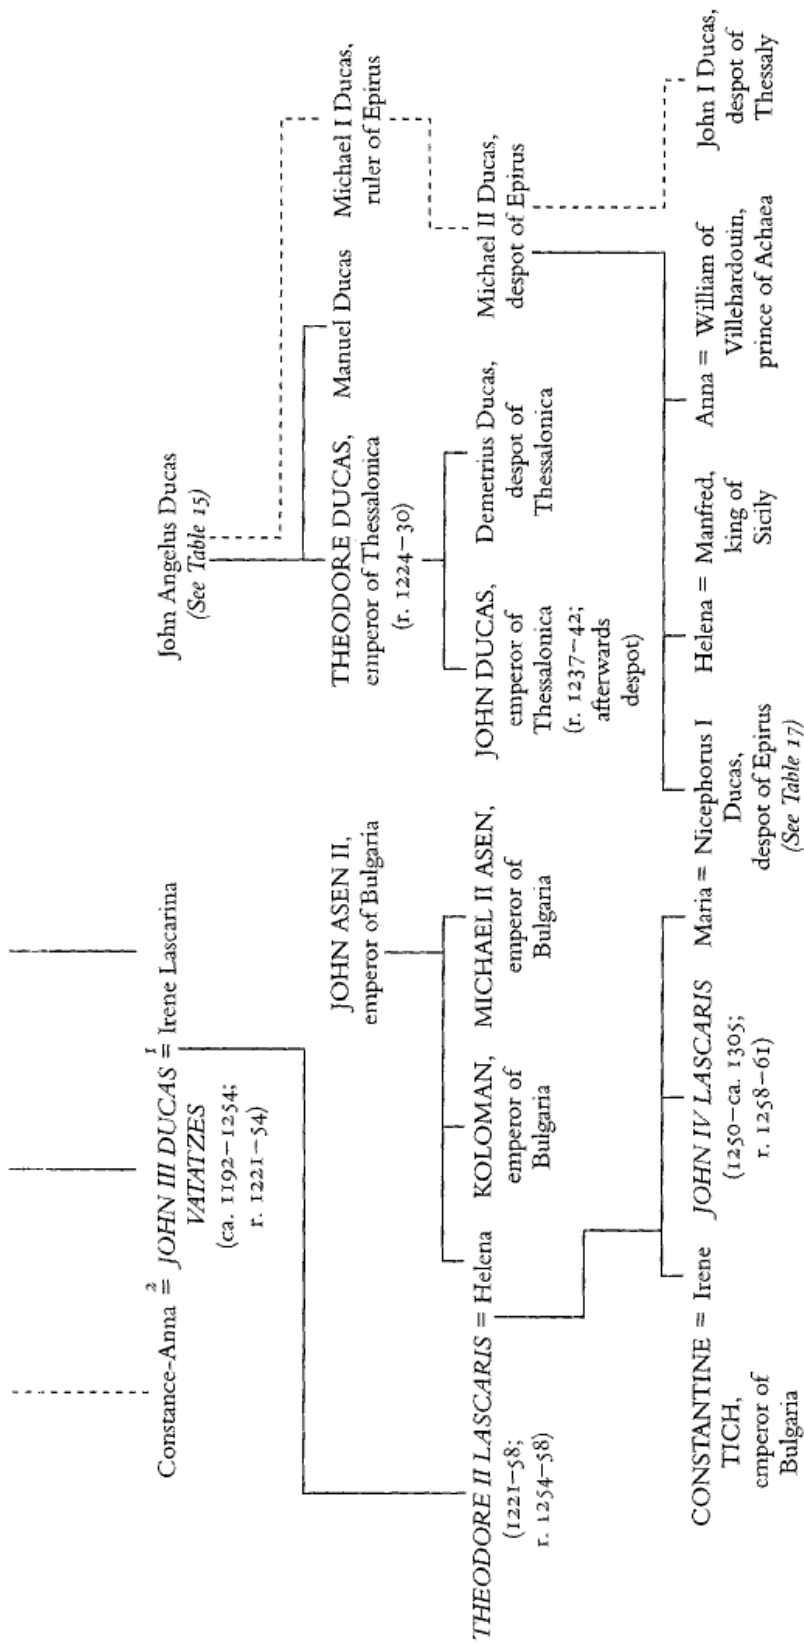 Constance-Anna 2= JOHN III DUCAS 1= Irene Lascarina
VATATZES
(ca. 1192–1254;
r. 1221–54)
John Angelus Ducas
(See Table 15)
JOHN ASEN II,
emperor of Bulgaria
THEODORE DUCAS,
emperor of Thessalonica
(r. 1224–30)
Manuel Ducas
Michael I Ducas,
ruler of Epirus
THEODORE II LASCARIS = Helena
(1221–58;
r. 1254–58)
KOLOMAN,
emperor of
Bulgaria
MICHAEL II ASEN,
emperor of
Bulgaria
JOHN DUCAS,
emperor of
Thessalonica
(r. 1237–42;
afterwards
despot)
Demetrius Ducas,
despot of
Thessalonica
Michael II Ducas,
despot of Epirus
CONSTANTINE = Irene
TICH,
emperor of
Bulgaria
JOHN IV LASCARIS
(1250–ca. 1305;
r. 1258–61)
Maria = Nicephorus I
Ducas,
despot of Epirus
(See Table 17)
Helena = Manfred,
king of
Sicily
Anna = William of
Villehardouin,
prince of Achaea
John I Ducas,
despot of
Thessaly